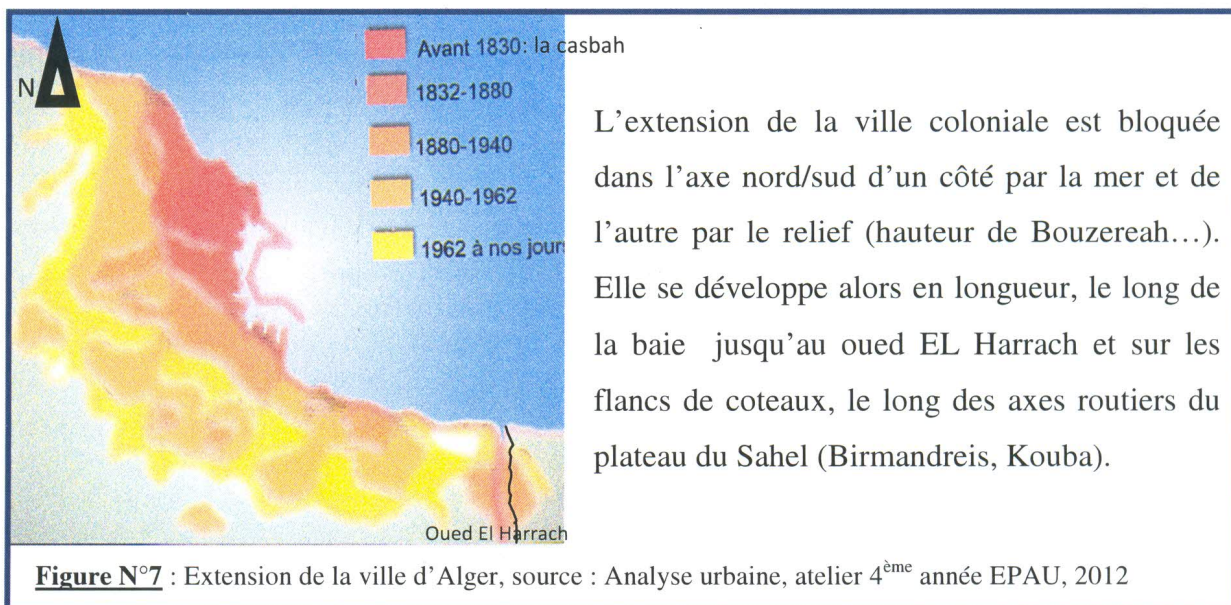 N
Avant 1830: la casbah
1832-1880
1880-1940
1940-1962
1962 à nos jours
Oued El Harrach
L’extension de la ville coloniale est bloquée
dans l’axe nord/sud d’un côté par la mer et de
l’autre par le relief (hauteur de Bouzereah…).
Elle se développe alors en longueur, le long de
la baie jusqu’au oued EL Harrach et sur les
flancs de coteaux, le long des axes routiers du
plateau du Sahel (Birmandreis, Kouba).
Figure N°7 : Extension de la ville d’Alger, source : Analyse urbaine, atelier 4ème année EPAU, 2012